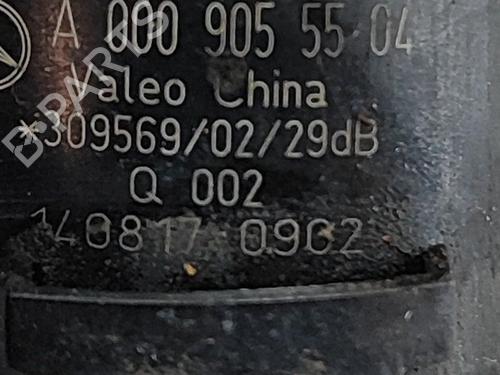 A 000 905 55 04
Valeo China
*309569/02/29dB
Q 002
140817 0902
B-PARTS